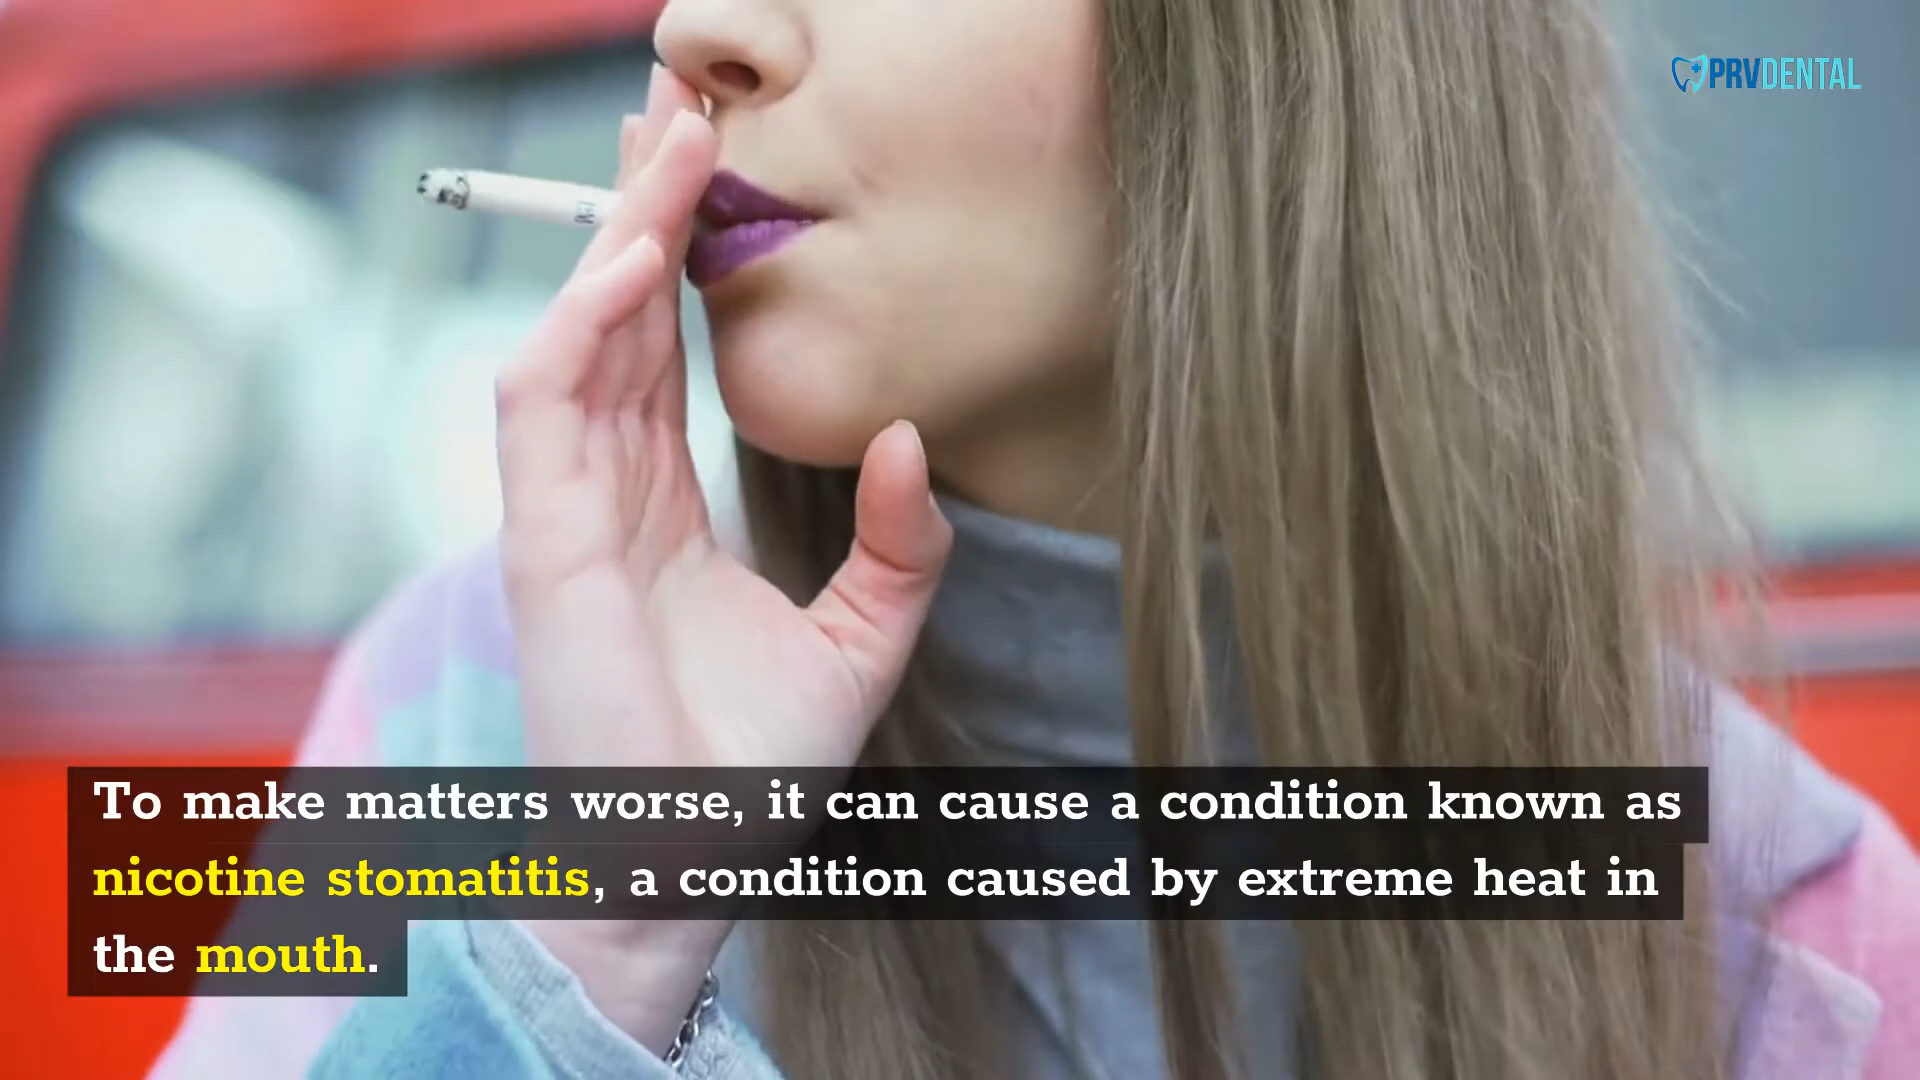 PRVDENTAL
To make matters worse, it can cause a condition known as
nicotine stomatitis, a condition caused by extreme heat in
the mouth.